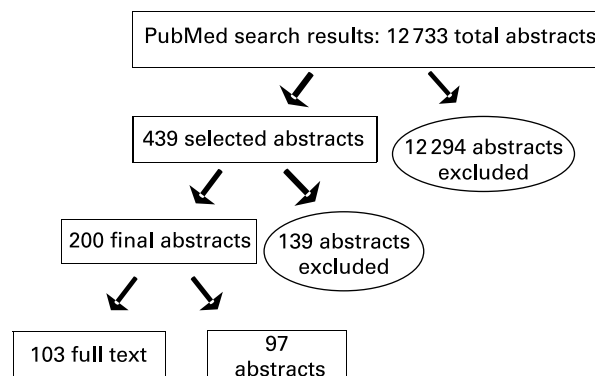 PubMed search results: 12 733 total abstracts
439 selected abstracts
12 294 abstracts
excluded
200 final abstracts
139 abstracts
excluded
103 full text
97
abstracts